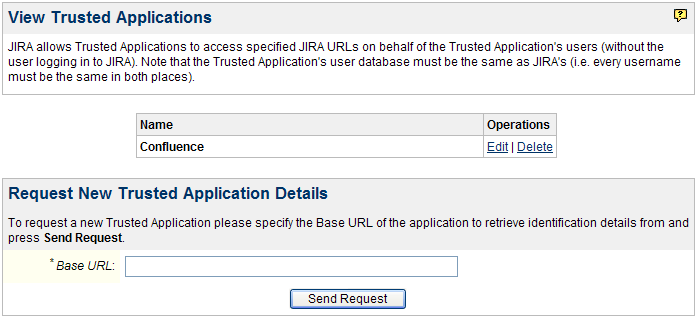 View Trusted Applications
?
JIRA allows Trusted Applications to access specified JIRA URLs on behalf of the Trusted Application's users (without the
user logging in to JIRA). Note that the Trusted Application's user database must be the same as JIRA's (i.e. every username
must be the same in both places).
Name Operations
Confluence Edit | Delete
Request New Trusted Application Details
To request a new Trusted Application please specify the Base URL of the application to retrieve identification details from and
press Send Request.
* Base URL:
Send Request